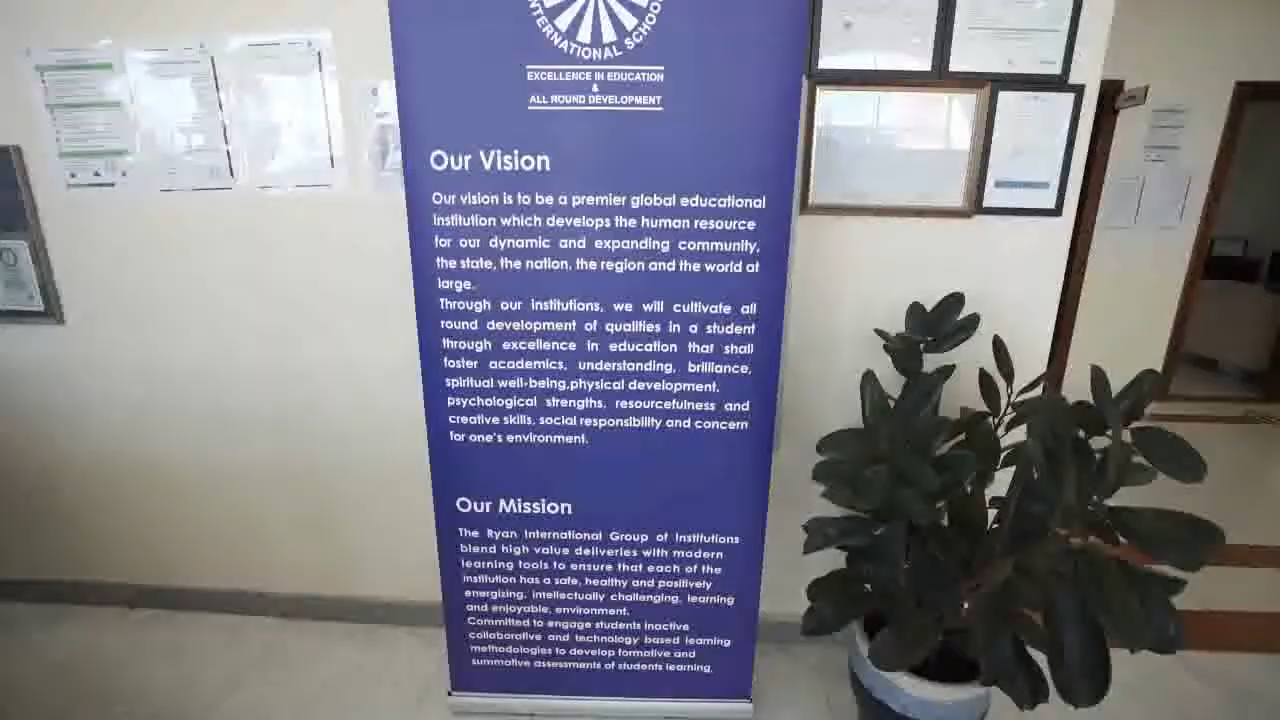 INTERNATIONAL SCHOOL
EXCELLENCE IN EDUCATION
&
ALL ROUND DEVELOPMENT
Our Vision
Our vision is to be a premier global educational
institution which develops the human resource
for our dynamic and expanding community,
the state, the nation, the region and the world at
large.
Through our institutions, we will cultivate all
round development of qualities in a student
through excellence in education that shall
foster academics, understanding, brilliance,
spiritual well-being,physical development,
psychological strengths, resourcefulness and
creative skills, social responsibility and concern
for one's environment.
Our Mission
The Ryan International Group of Institutions
blend high value deliveries with modern
learning tools to ensure that each of the
institution has a safe, healthy and positively
energizing, intellectually challenging, learning
and enjoyable, environment.
Committed to engage students inactive
collaborative and technology based learning
methodologies to develop formative and
summative assessments of students learning.